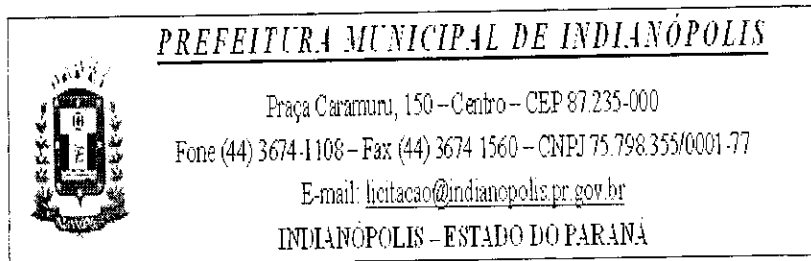 PREFEITURA MUNICIPAL DE INDIANÓPOLIS
Praça Caramuru, 150 – Centro – CEP 87.235-000
Fone (44) 3674-1108 – Fax (44) 3674 1560 – CNPJ 75.798.355/0001-77
E-mail: licitacao@indianopolis.pr.gov.br
INDIANÓPOLIS – ESTADO DO PARANÁ